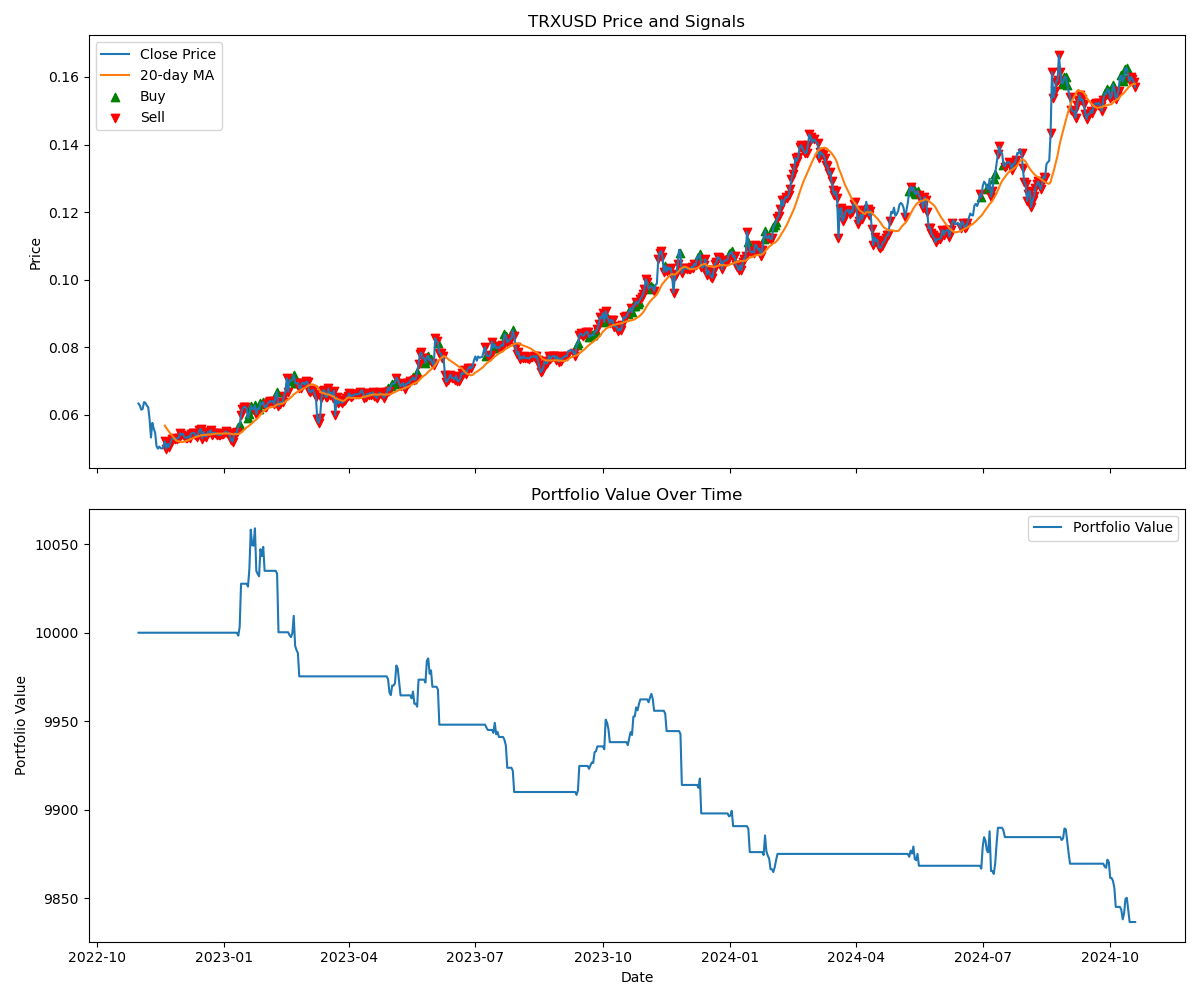 TRXUSD Price and Signals
Close Price
20-day MA
Buy
Sell
0.16
0.14
0.12
0.10
0.08
0.06
Price
Portfolio Value Over Time
Portfolio Value
10050
10000
9950
9900
9850
Portfolio Value
2022-10
2023-01
2023-04
2023-07
2023-10
2024-01
2024-04
2024-07
2024-10
Date